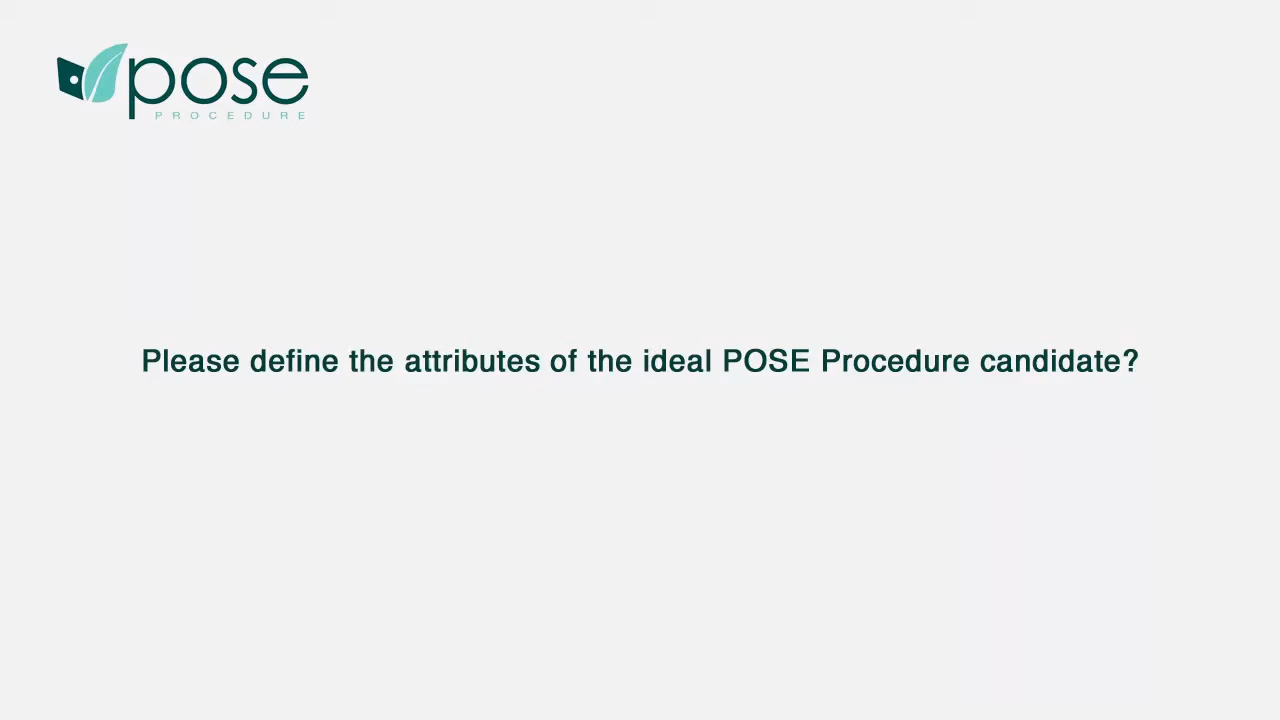 pose
PROCEDURE
Please define the attributes of the ideal POSE Procedure candidate?